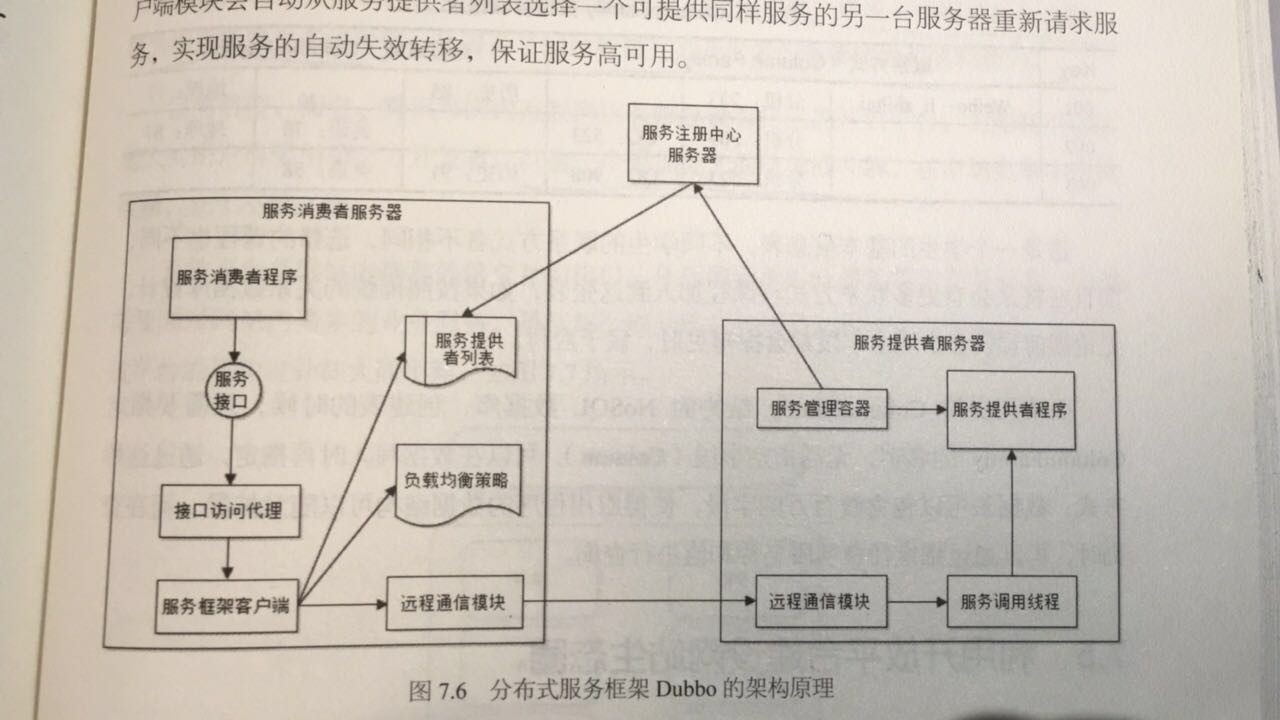 户端模块会自动从服务提供者列表选择一个可提供同样服务的另一台服务器重新请求服
务，实现服务的自动失效转移，保证服务高可用。
服务注册中心
服务器
服务消费者服务器
服务消费者程序
服务
接口
接口访问代理
服务框架客户端
服务提供
者列表
负载均衡策略
远程通信模块
服务提供者服务器
服务管理容器
服务提供者程序
远程通信模块
服务调用线程
图 7.6 分布式服务框架 Dubbo 的架构原理